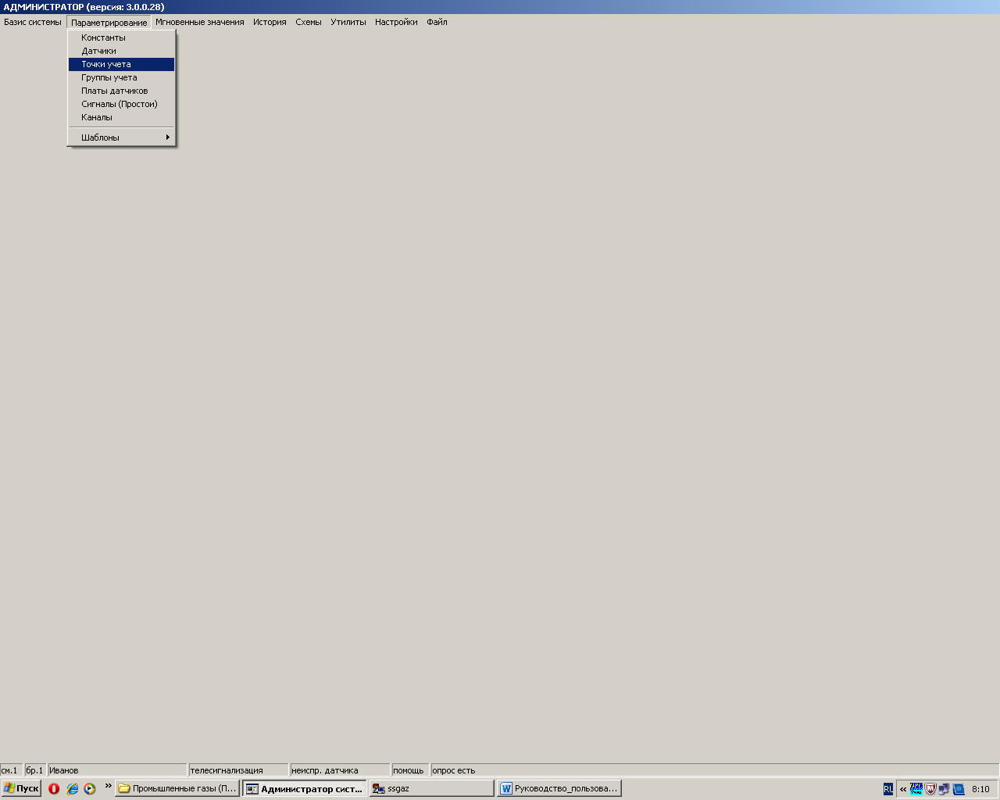 АДМИНИСТРАТОР (версия: 3.0.0.28)
Базис системы Параметрирование Мгновенные значения История Схемы Утилиты Настройки Файл
Константы
Датчики
Точки учета
Группы учета
Платы датчиков
Сигналы (Простои)
Каналы
Шаблоны
см.1 бр.1 Иванов телесигнализация неиспр. датчика помощь опрос есть
Пуск » Промышленные газы (П... Администратор сист... ssgaz Руководство_пользова... RU « 8:10